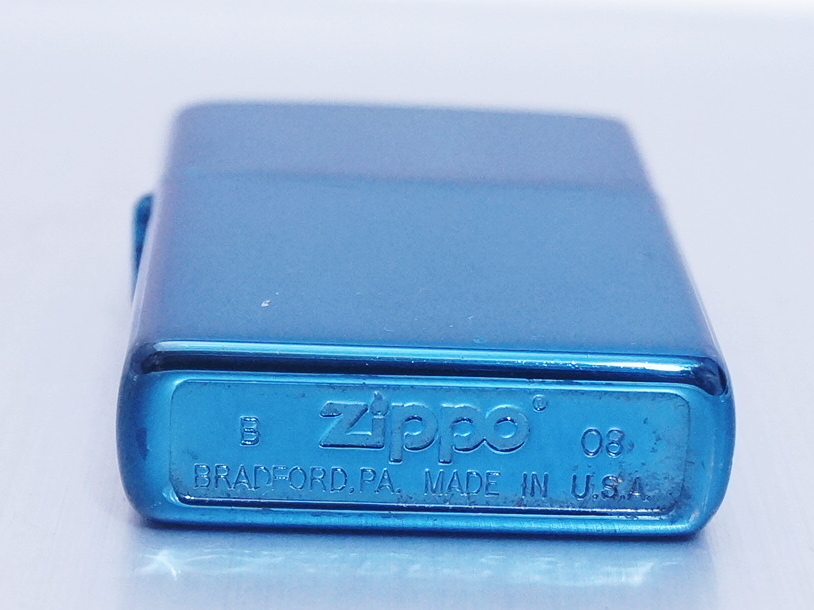 B zippo® 08
BRADFORD, PA. MADE IN U.S.A.